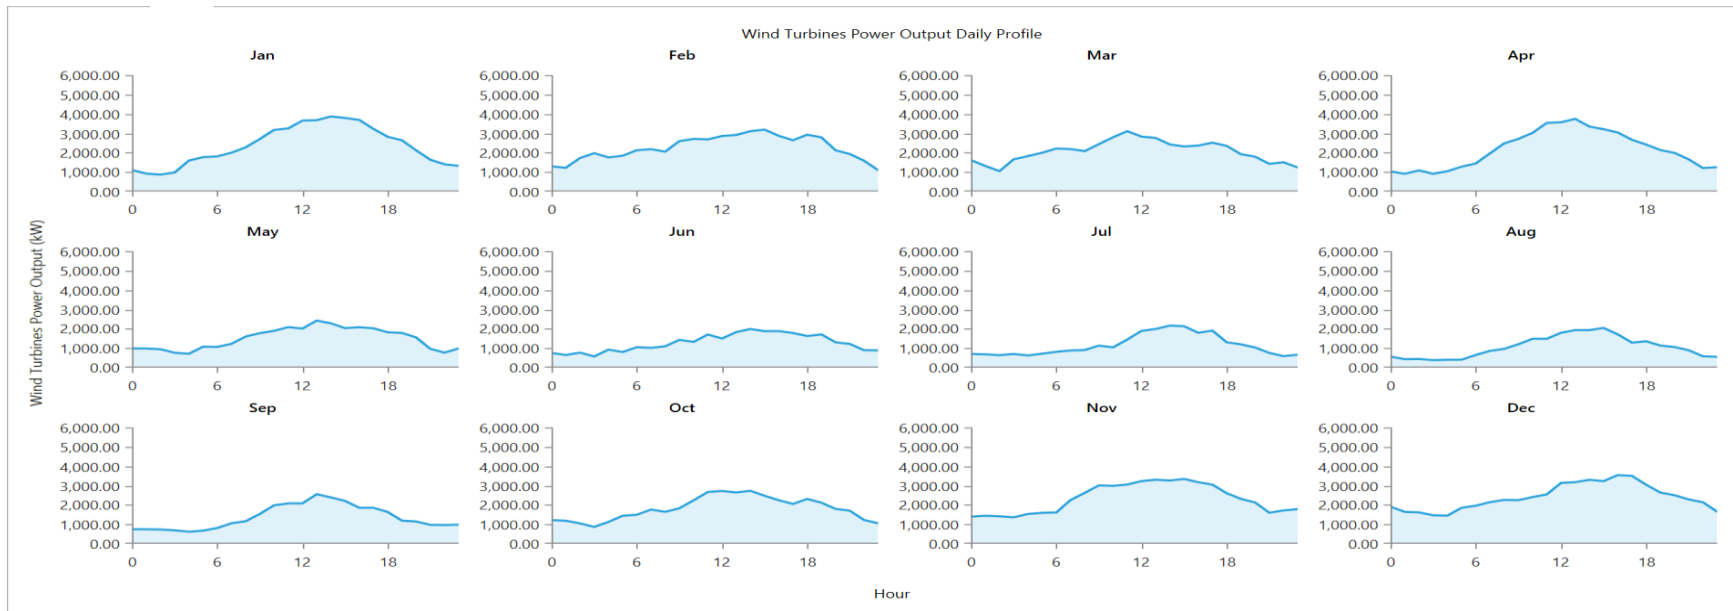 Wind Turbines Power Output Daily Profile
Jan Feb Mar Apr
6,000.00 6,000.00 6,000.00 6,000.00
5,000.00 5,000.00 5,000.00 5,000.00
4,000.00 4,000.00 4,000.00 4,000.00
3,000.00 3,000.00 3,000.00 3,000.00
2,000.00 2,000.00 2,000.00 2,000.00
1,000.00 1,000.00 1,000.00 1,000.00
0.00 0.00 0.00 0.00
0 6 12 18 0 6 12 18 0 6 12 18 0 6 12 18
Wind Turbines Power Output (kW)
May Jun Jul Aug
6,000.00 6,000.00 6,000.00 6,000.00
5,000.00 5,000.00 5,000.00 5,000.00
4,000.00 4,000.00 4,000.00 4,000.00
3,000.00 3,000.00 3,000.00 3,000.00
2,000.00 2,000.00 2,000.00 2,000.00
1,000.00 1,000.00 1,000.00 1,000.00
0.00 0.00 0.00 0.00
0 6 12 18 0 6 12 18 0 6 12 18 0 6 12 18
Sep Oct Nov Dec
6,000.00 6,000.00 6,000.00 6,000.00
5,000.00 5,000.00 5,000.00 5,000.00
4,000.00 4,000.00 4,000.00 4,000.00
3,000.00 3,000.00 3,000.00 3,000.00
2,000.00 2,000.00 2,000.00 2,000.00
1,000.00 1,000.00 1,000.00 1,000.00
0.00 0.00 0.00 0.00
0 6 12 18 0 6 12 18 0 6 12 18 0 6 12 18
Hour